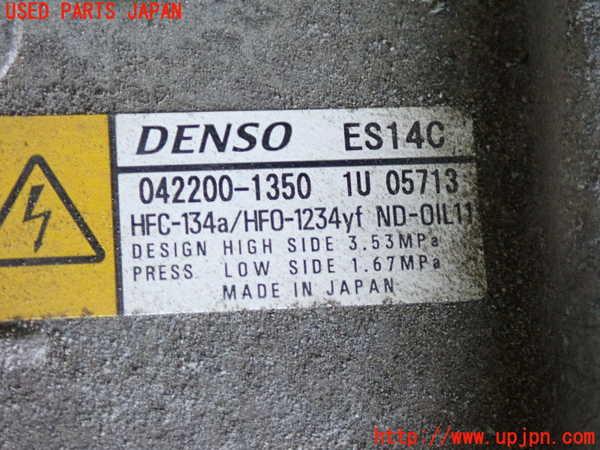 USED PARTS JAPAN
DENSO ES14C
042200-1350 1U 05713
HFC-134a/HFO-1234yf ND-OIL11
DESIGN HIGH SIDE 3.53MPa
PRESS. LOW SIDE 1.67MPa
MADE IN JAPAN
http://www.upjpn.com/